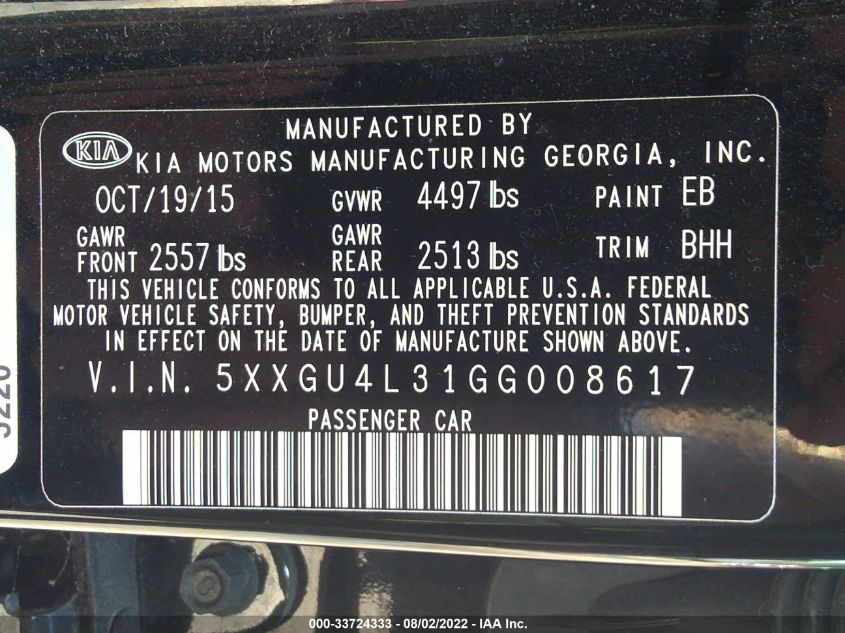 MANUFACTURED BY
KIA KIA MOTORS MANUFACTURING GEORGIA, INC.
OCT/19/15 GVWR 4497 lbs PAINT EB
GAWR FRONT 2557 lbs GAWR REAR 2513 lbs TRIM BHH
THIS VEHICLE CONFORMS TO ALL APPLICABLE U.S.A. FEDERAL
MOTOR VEHICLE SAFETY, BUMPER, AND THEFT PREVENTION STANDARDS
IN EFFECT ON THE DATE OF MANUFACTURE SHOWN ABOVE.
V.I.N. 5XXGU4L31GG008617
PASSENGER CAR
000-33724333 - 08/02/2022 - IAA Inc.